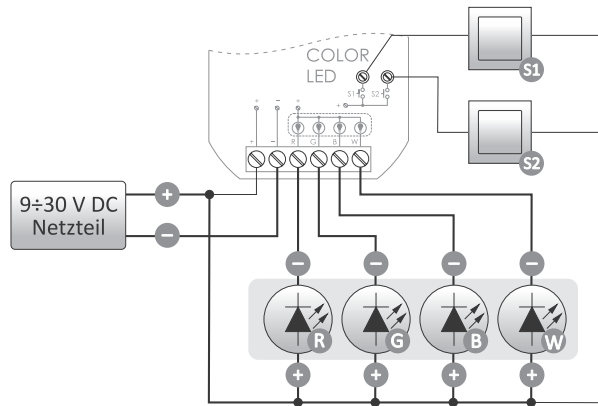 COLOR
LED
S1
S2
S1 S2
+ - +
+
+ - R G B W
9÷30 V DC
Netzteil
+
-
- - - -
R G B W
+ + + +